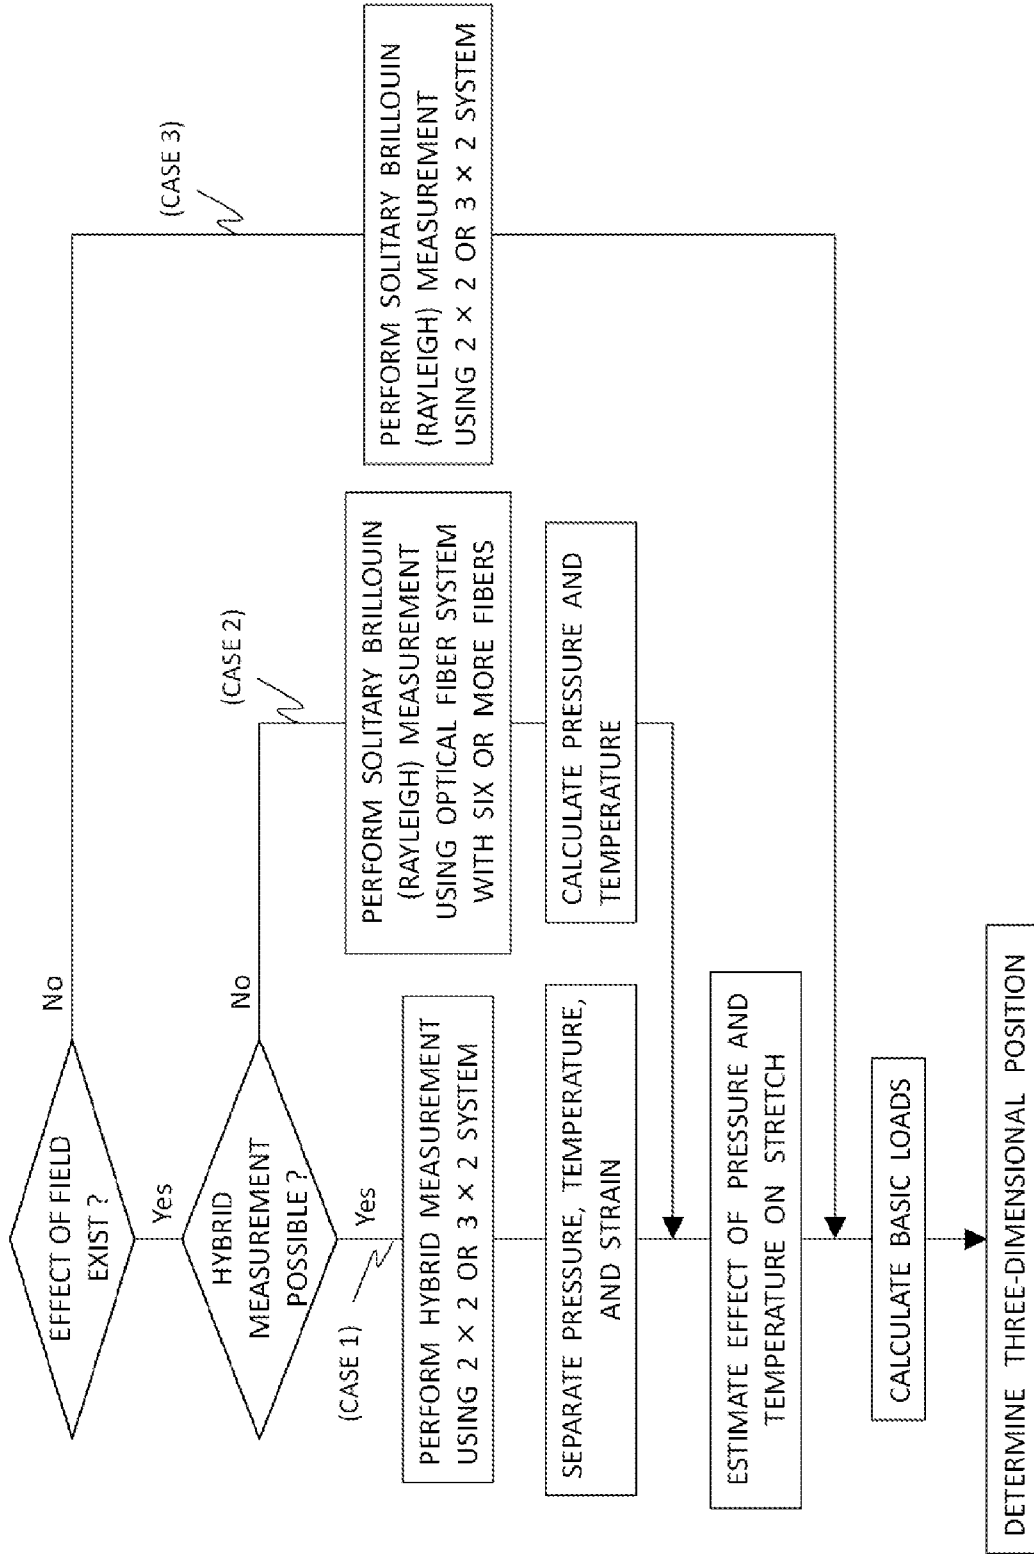 EFFECT OF FIELD
EXIST ?
No
Yes
HYBRID
MEASUREMENT
POSSIBLE ?
No
Yes
(CASE 1)
PERFORM HYBRID MEASUREMENT
USING 2 × 2 OR 3 × 2 SYSTEM
SEPARATE PRESSURE, TEMPERATURE,
AND STRAIN
(CASE 2)
PERFORM SOLITARY BRILLOUIN
(RAYLEIGH) MEASUREMENT
USING OPTICAL FIBER SYSTEM
WITH SIX OR MORE FIBERS
CALCULATE PRESSURE AND
TEMPERATURE
(CASE 3)
PERFORM SOLITARY BRILLOUIN
(RAYLEIGH) MEASUREMENT
USING 2 × 2 OR 3 × 2 SYSTEM
ESTIMATE EFFECT OF PRESSURE AND
TEMPERATURE ON STRETCH
CALCULATE BASIC LOADS
DETERMINE THREE-DIMENSIONAL POSITION